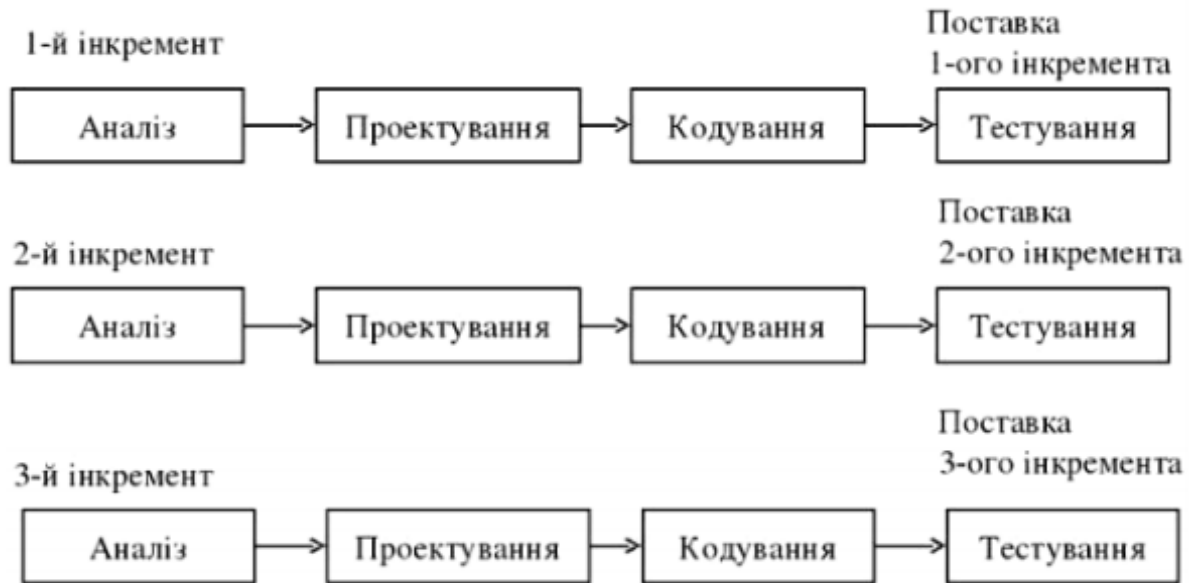 1-й інкремент
Поставка
1-ого інкремента
Аналіз
Проектування
Кодування
Тестування
2-й інкремент
Поставка
2-ого інкремента
Аналіз
Проектування
Кодування
Тестування
3-й інкремент
Поставка
3-ого інкремента
Аналіз
Проектування
Кодування
Тестування